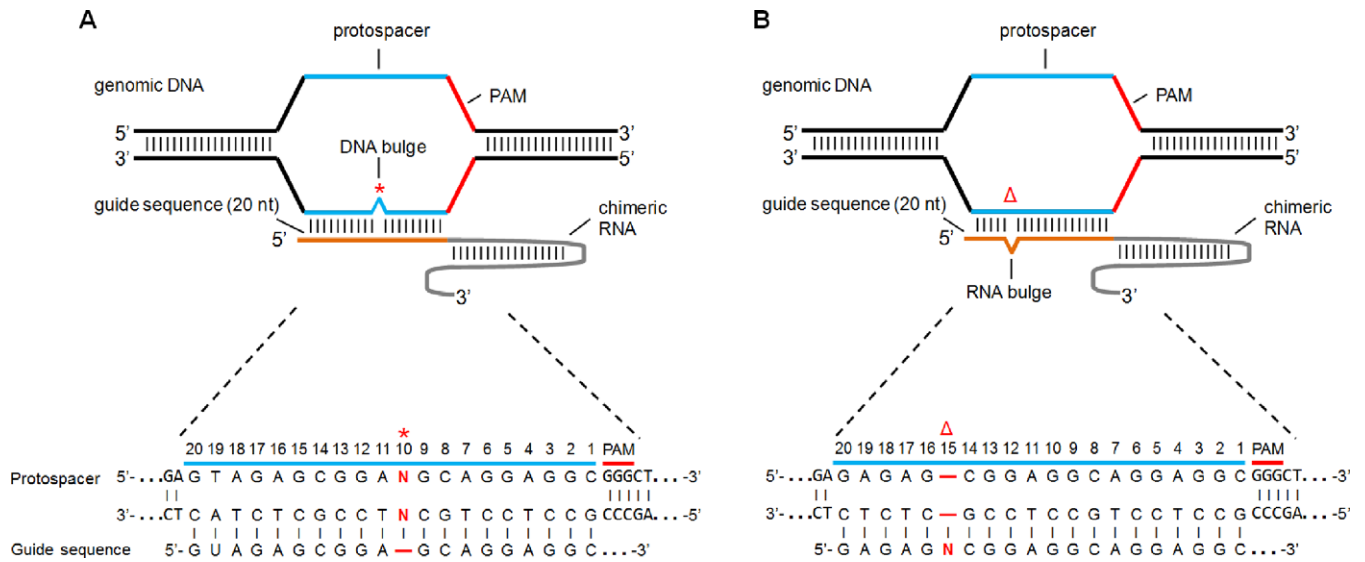 A
protospacer
genomic DNA
PAM
5’ 3’
3’ 5’
DNA bulge
*
guide sequence (20 nt)
chimeric
RNA
5’
3’
*
20 19 18 17 16 15 14 13 12 11 10 9 8 7 6 5 4 3 2 1 PAM
Protospacer 5’-...GA G T A G A G C G G A N G C A G G A G G C GGGCT...-3’
3’-...CT C A T C T C G C C T N C G T C C T C C G CCCGA...-5’
Guide sequence 5’- G U A G A G C G G A — G C A G G A G G C ...-3’
B
protospacer
genomic DNA
PAM
5’ 3’
3’ 5’
Δ
guide sequence (20 nt)
chimeric
RNA
5’
RNA bulge
3’
Δ
20 19 18 17 16 15 14 13 12 11 10 9 8 7 6 5 4 3 2 1 PAM
5’-...GA G A G A G — C G G A G G C A G G A G G C GGGCT...-3’
3’-...CT C T C T C — G C C T C C G T C C T C C G CCCGA...-5’
5’- G A G A G N C G G A G G C A G G A G G C ...-3’